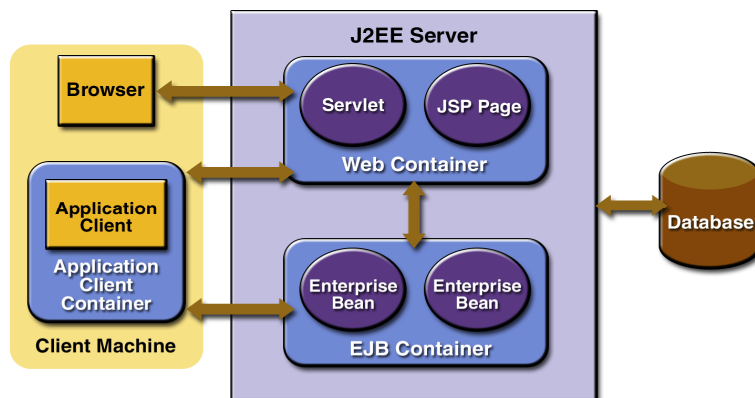 J2EE Server
Browser
Servlet
JSP Page
Web Container
Application
Client
Application
Client
Container
Client Machine
Enterprise
Bean
Enterprise
Bean
EJB Container
Database